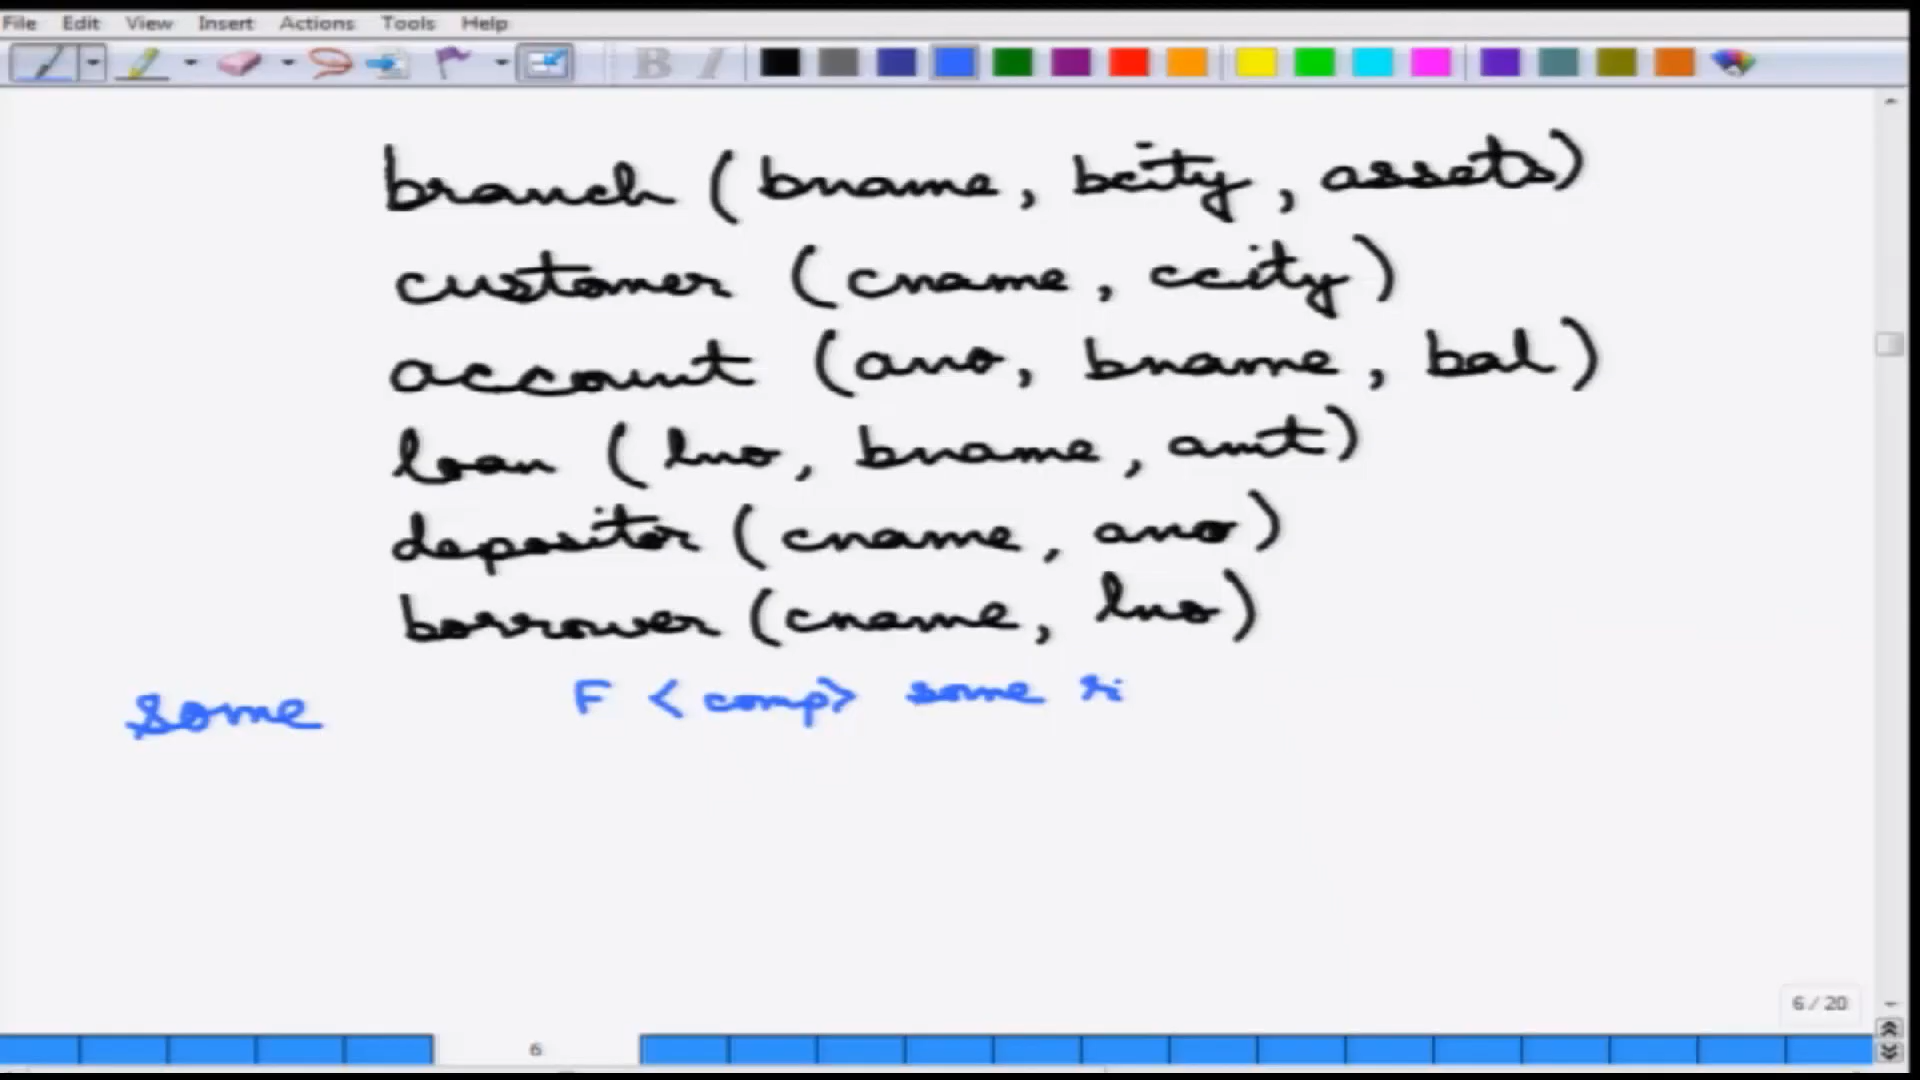 File Edit View Insert Actions Tools Help
B I
branch (bname, bcity, assets)
customer (cname, ccity)
account (ano, bname, bal)
loan (lno, bname, amt)
depositor (cname, ano)
borrower (cname, lno)
some F <comp> some ri
6 / 20
6